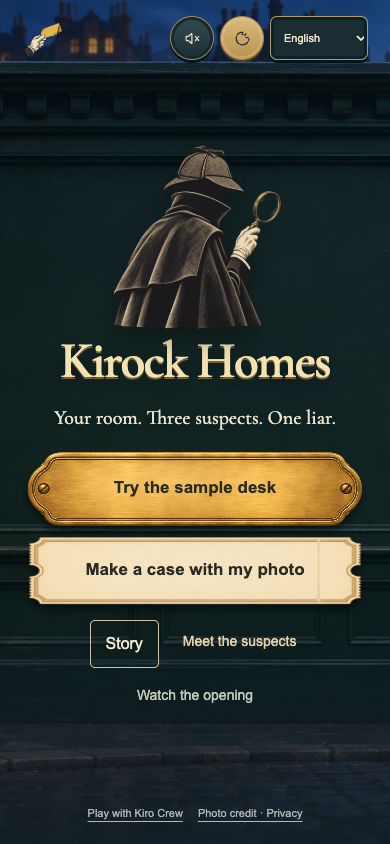 English
Kirock Homes
Your room. Three suspects. One liar.
Try the sample desk
Make a case with my photo
Story
Meet the suspects
Watch the opening
Play with Kiro Crew
Photo credit · Privacy